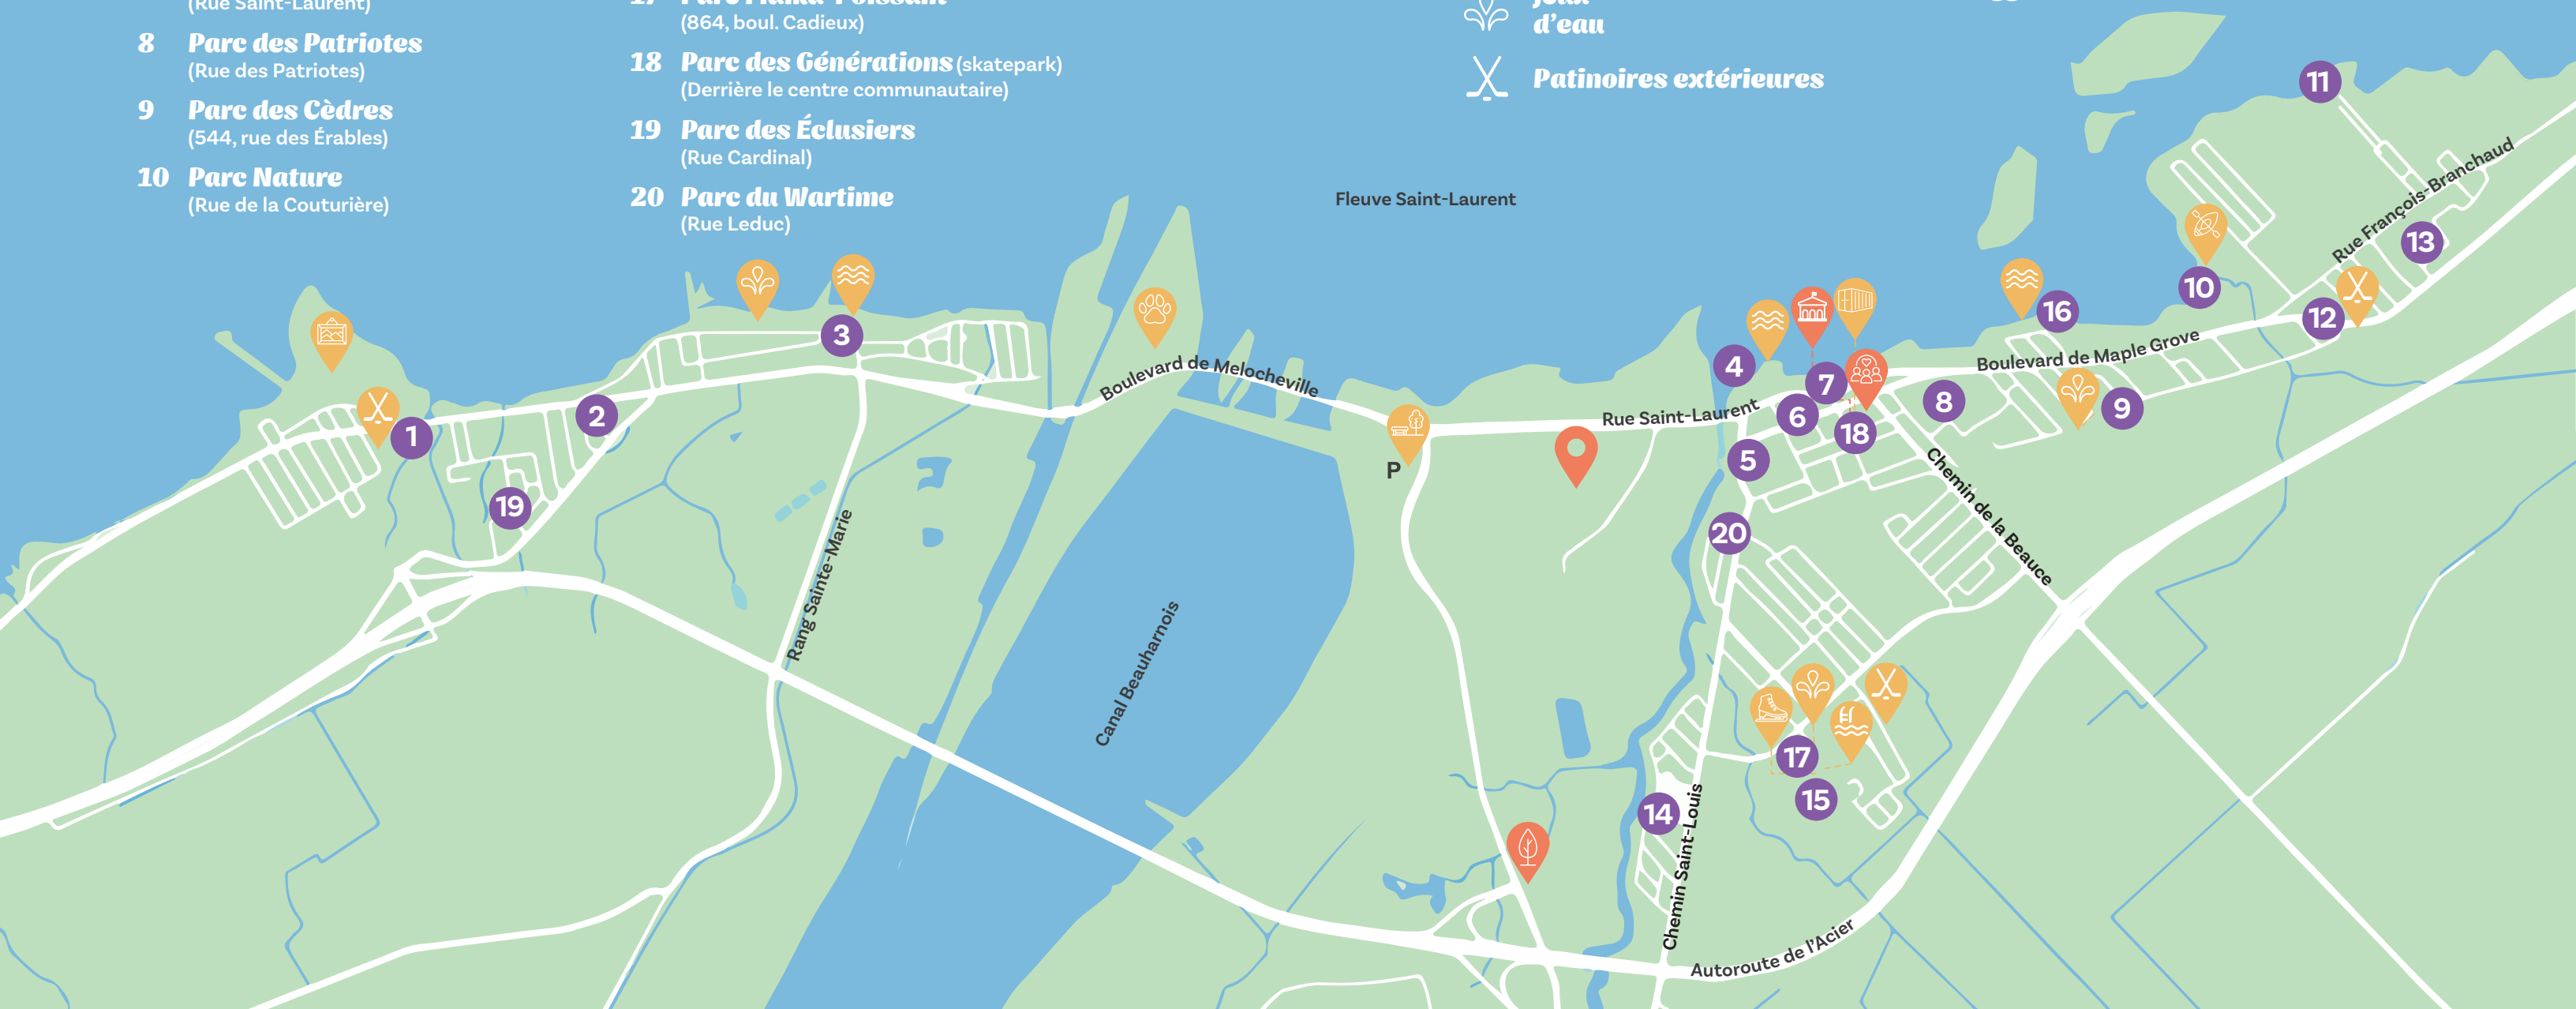 (Rue Saint-Laurent)
8 Parc des Patriotes
(Rue des Patriotes)
9 Parc des Cèdres
(544, rue des Érables)
10 Parc Nature
(Rue de la Couturière)
(864, boul. Cadieux)
18 Parc des Générations (skatepark)
(Derrière le centre communautaire)
19 Parc des Éclusiers
(Rue Cardinal)
20 Parc du Wartime
(Rue Leduc)
d'eau
Patinoires extérieures
Fleuve Saint-Laurent
11
Rue François-Branchaud
13
10
12
16
3
4
7
Boulevard de Maple Grove
Boulevard de Melocheville
8
9
Rue Saint-Laurent
6
18
2
1
P
5
19
20
Chemin de la Beauce
Rang Sainte-Marie
Canal Beauharnois
17
15
14
Chemin Saint-Louis
Autoroute de l'Acier